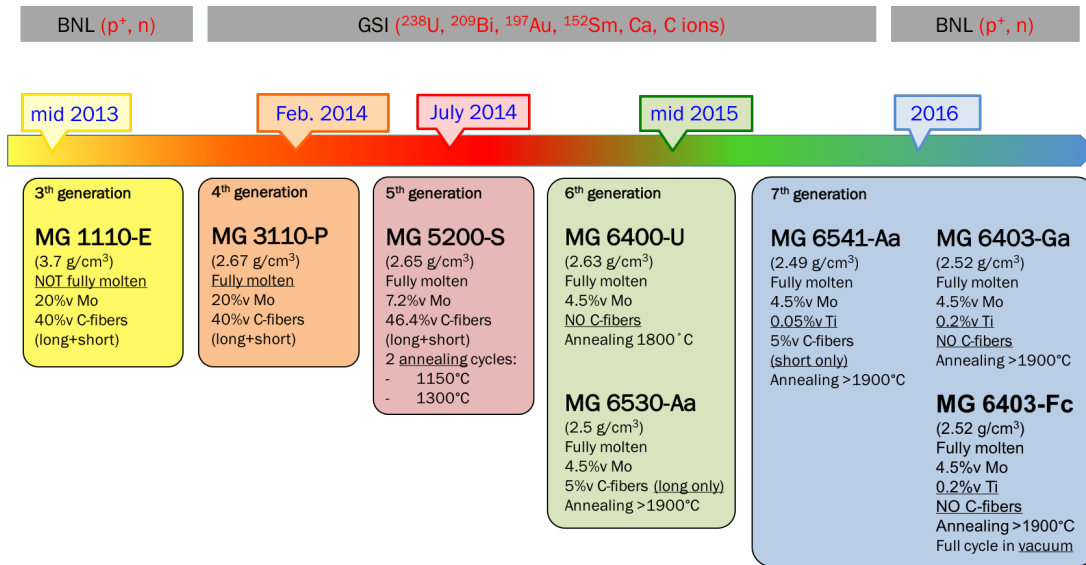 BNL (p⁺, n)
GSI (²³⁸U, ²⁰⁹Bi, ¹⁹⁷Au, ¹⁵²Sm, Ca, C ions)
BNL (p⁺, n)
mid 2013
Feb. 2014
July 2014
mid 2015
2016
3th generation
MG 1110-E
(3.7 g/cm³)
NOT fully molten
20%v Mo
40%v C-fibers
(long+short)
4th generation
MG 3110-P
(2.67 g/cm³)
Fully molten
20%v Mo
40%v C-fibers
(long+short)
5th generation
MG 5200-S
(2.65 g/cm³)
Fully molten
7.2%v Mo
46.4%v C-fibers
(long+short)
2 annealing cycles:
- 1150°C
- 1300°C
6th generation
MG 6400-U
(2.63 g/cm³)
Fully molten
4.5%v Mo
NO C-fibers
Annealing 1800˚C
MG 6530-Aa
(2.5 g/cm³)
Fully molten
4.5%v Mo
5%v C-fibers (long only)
Annealing >1900°C
7th generation
MG 6541-Aa
(2.49 g/cm³)
Fully molten
4.5%v Mo
0.05%v Ti
5%v C-fibers
(short only)
Annealing >1900°C
MG 6403-Ga
(2.52 g/cm³)
Fully molten
4.5%v Mo
0.2%v Ti
NO C-fibers
Annealing >1900°C
MG 6403-Fc
(2.52 g/cm³)
Fully molten
4.5%v Mo
0.2%v Ti
NO C-fibers
Annealing >1900°C
Full cycle in vacuum